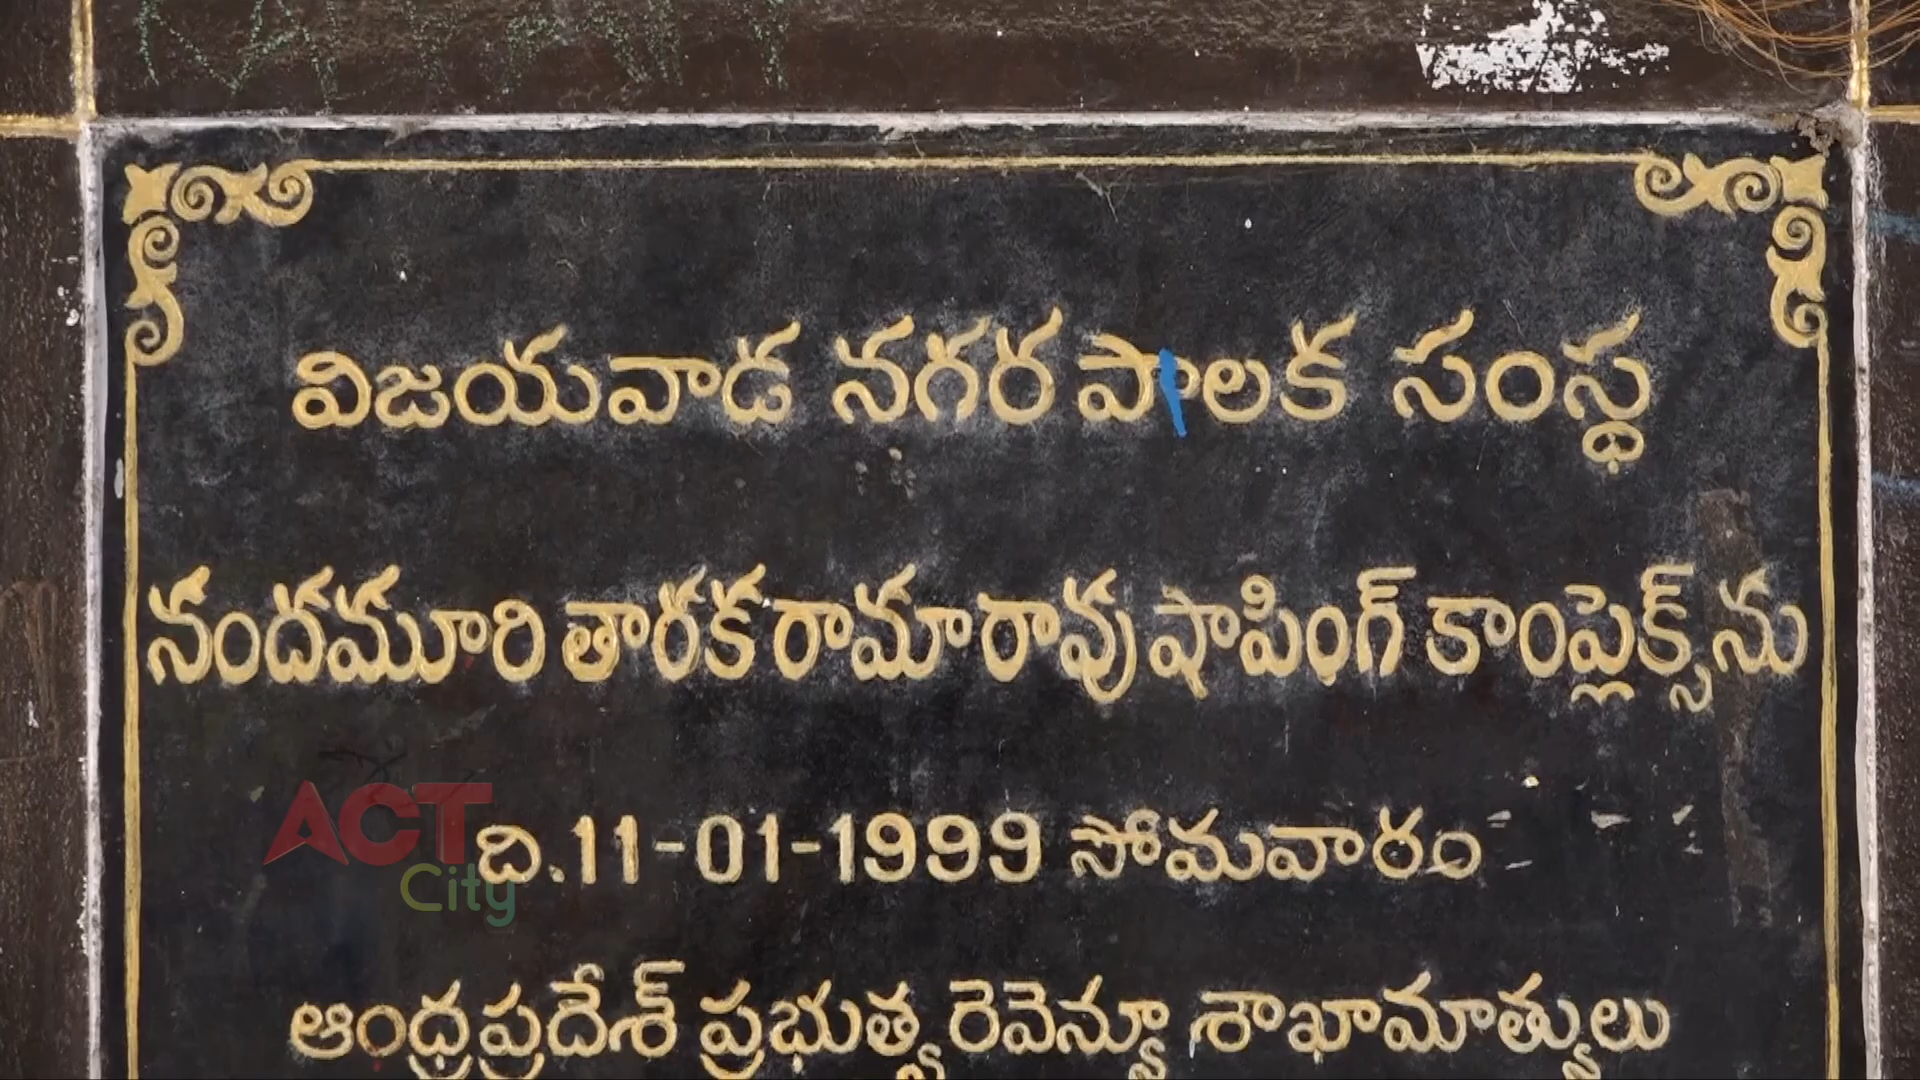 విజయవాడ నగర పాలక సంస్థ
నందమూరి తారక రామారావు షాపింగ్ కాంప్లెక్స్ ను
ది.11-01-1999 సోమవారం
ACT
City
ఆంధ్రప్రదేశ్ ప్రభుత్వ రెవెన్యూ శాఖామాత్యులు